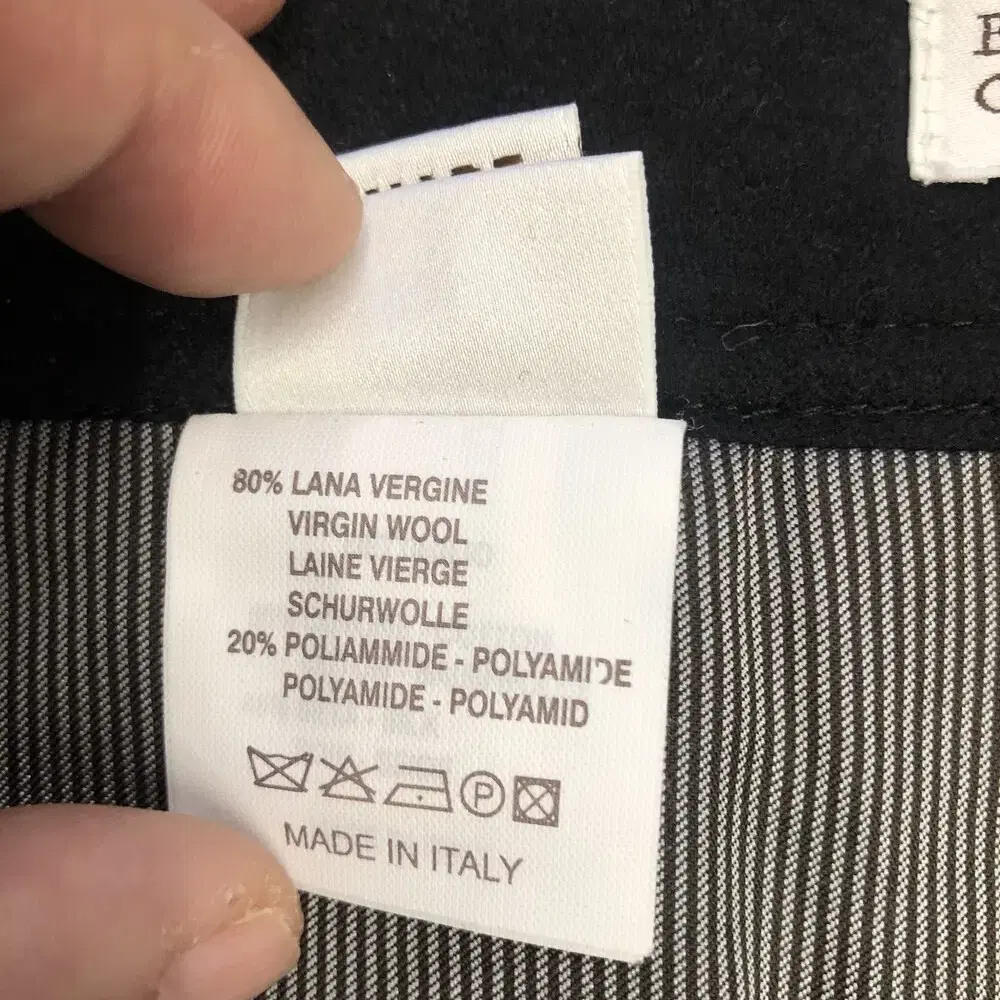 80% LANA VERGINE
VIRGIN WOOL
LAINE VIERGE
SCHURWOLLE
20% POLIAMMIDE - POLYAMIDE
POLYAMIDE - POLYAMID
P
MADE IN ITALY